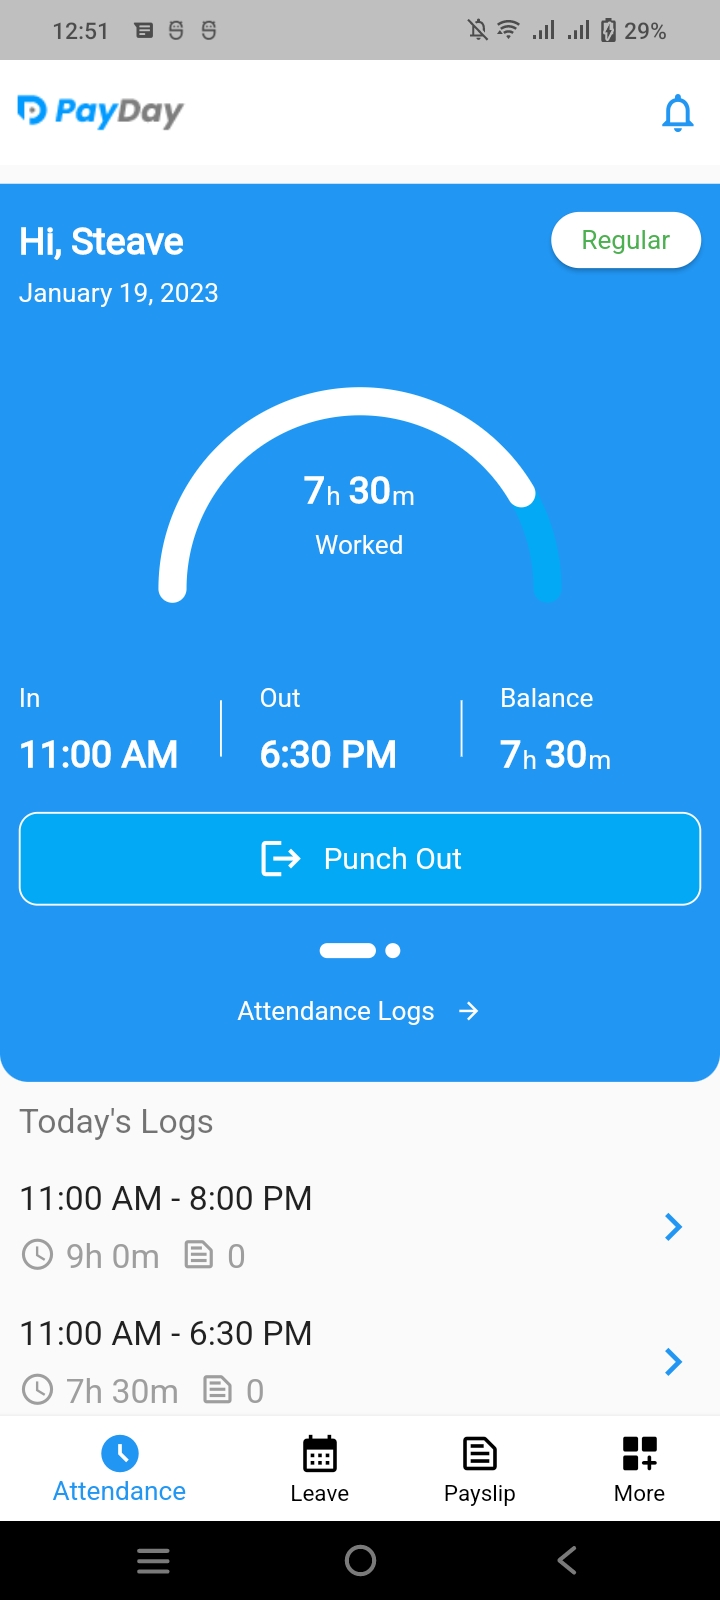 12:51
29%
PayDay
Hi, Steave
Regular
January 19, 2023
7h 30m
Worked
In
Out
Balance
11:00 AM
6:30 PM
7h 30m
Punch Out
Attendance Logs
Today's Logs
11:00 AM - 8:00 PM
9h 0m 0
11:00 AM - 6:30 PM
7h 30m 0
Attendance
Leave
Payslip
More